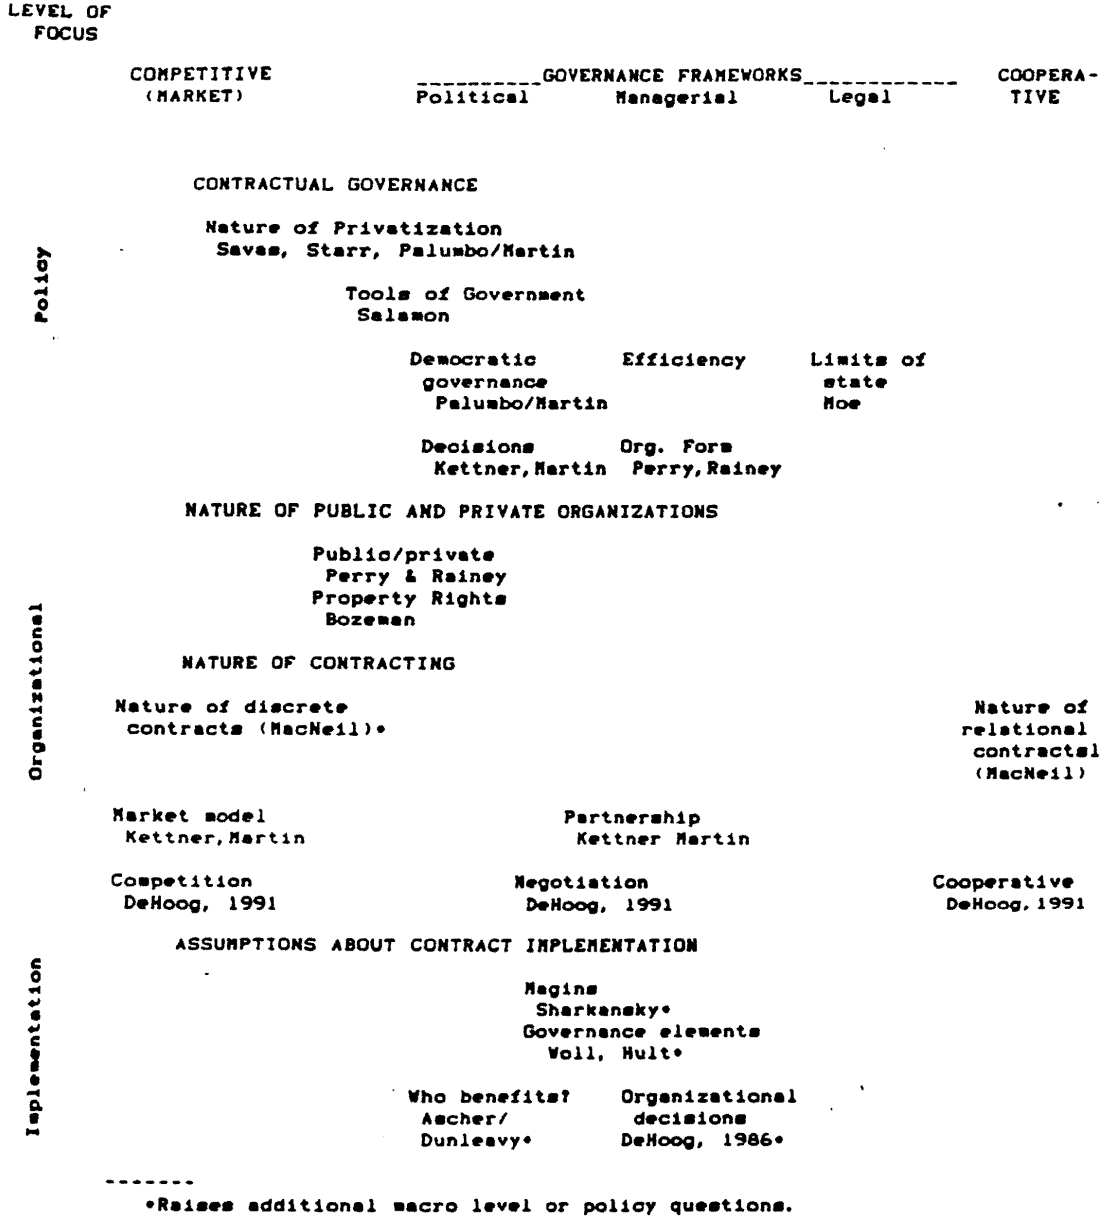 LEVEL OF
FOCUS
COMPETITIVE __________GOVERNANCE FRAMEWORKS____________ COOPERA-
(MARKET) Political Managerial Legal TIVE
CONTRACTUAL GOVERNANCE
Nature of Privatization
Savas, Starr, Palumbo/Martin
Policy
Tools of Government
Salamon
Democratic Efficiency Limits of
governance state
Palumbo/Martin Moe
Decisions Org. Form
Kettner,Martin Perry,Rainey
NATURE OF PUBLIC AND PRIVATE ORGANIZATIONS
Public/private
Perry & Rainey
Property Rights
Bozeman
Organizational
NATURE OF CONTRACTING
Nature of discrete Nature of
contracts (MacNeil)* relational
contractsl
(MacNeil)
Market model Partnership
Kettner,Martin Kettner Martin
Competition Negotiation Cooperative
DeHoog, 1991 DeHoog, 1991 DeHoog,1991
ASSUMPTIONS ABOUT CONTRACT IMPLEMENTATION
Implementation
Magins
Sharkansky*
Governance elements
Woll, Hult*
Who benefits? Organizational
Ascher/ decisions
Dunleavy* DeHoog, 1986*
-------
*Raises additional macro level or policy questions.